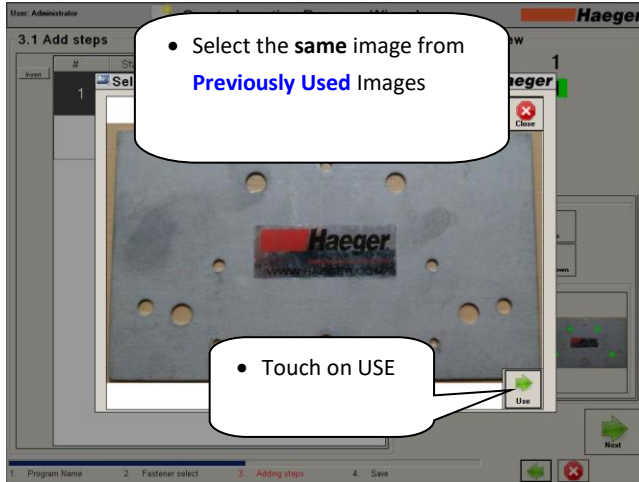 User: Administrator
Haeger
3.1 Add steps
• Select the same image from
Previously Used Images
1
Insert
#
Haeger
1
Close
Haeger
WWW.HAEGER.COM
• Touch on USE
Use
Next
1. Program Name 2. Fastener select 3. Adding steps 4. Save